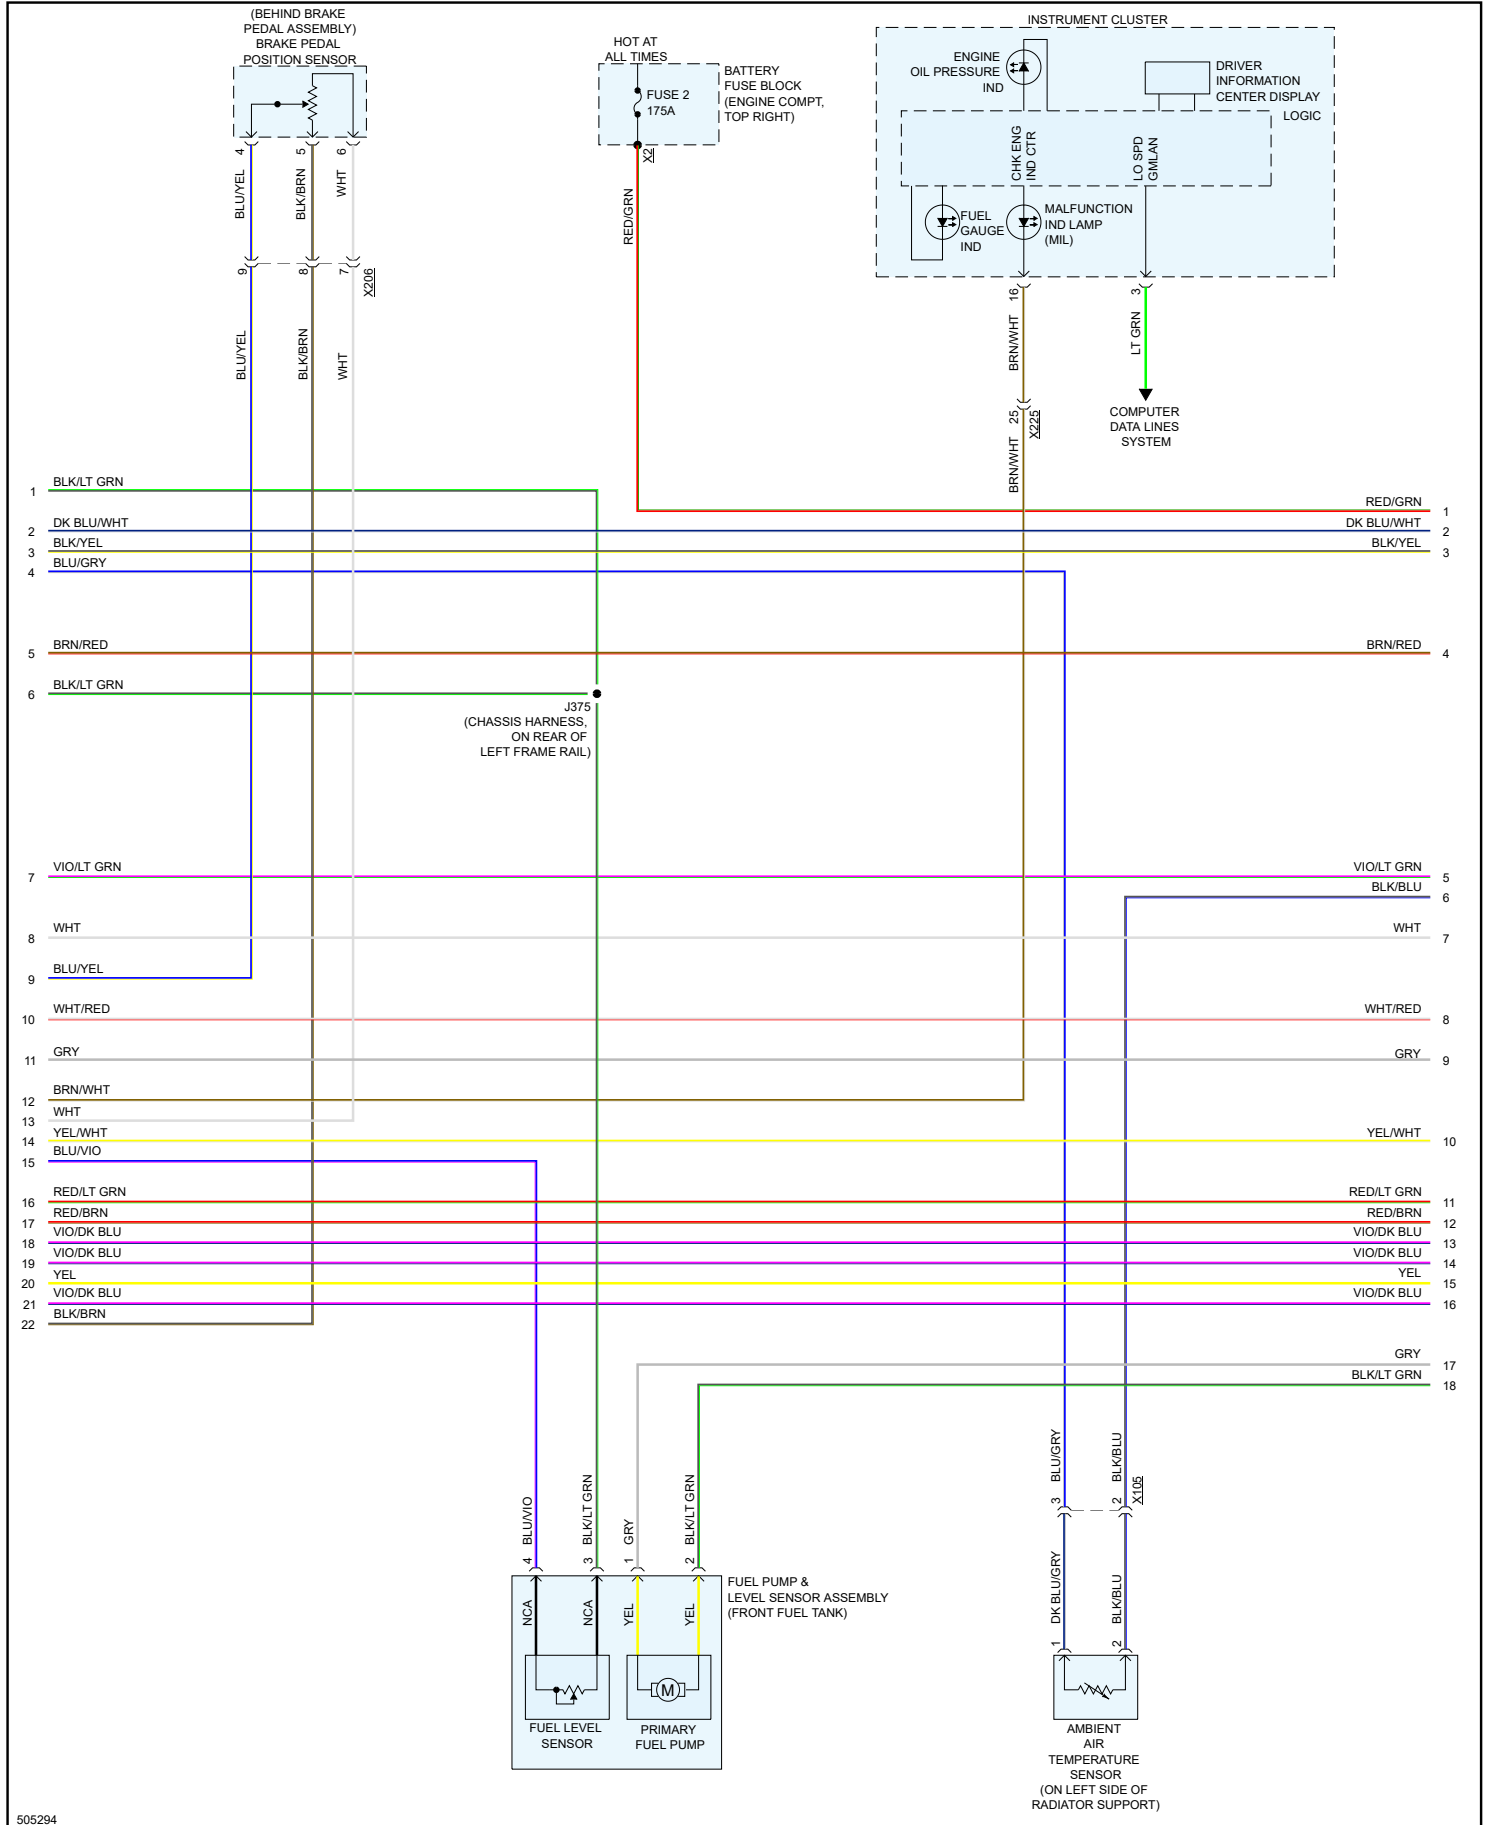 (BEHIND BRAKE
PEDAL ASSEMBLY)
BRAKE PEDAL
POSITION SENSOR
4
5
6
BLU/YEL
BLK/BRN
WHT
9
8
7
X206
BLU/YEL
BLK/BRN
WHT
HOT AT
ALL TIMES
FUSE 2
175A
BATTERY
FUSE BLOCK
(ENGINE COMPT,
TOP RIGHT)
X2
RED/GRN
INSTRUMENT CLUSTER
ENGINE
OIL PRESSURE
IND
DRIVER
INFORMATION
CENTER DISPLAY
LOGIC
CHK ENG
IND CTR
LO SPD
GMLAN
FUEL
GAUGE
IND
MALFUNCTION
IND LAMP
(MIL)
16
3
BRN/WHT
LT GRN
25
X225
BRN/WHT
COMPUTER
DATA LINES
SYSTEM
1 BLK/LT GRN
RED/GRN 1
2 DK BLU/WHT
DK BLU/WHT 2
3 BLK/YEL
BLK/YEL 3
4 BLU/GRY
5 BRN/RED
BRN/RED 4
6 BLK/LT GRN
J375
(CHASSIS HARNESS,
ON REAR OF
LEFT FRAME RAIL)
7 VIO/LT GRN
VIO/LT GRN 5
BLK/BLU 6
8 WHT
WHT 7
9 BLU/YEL
10 WHT/RED
WHT/RED 8
11 GRY
GRY 9
12 BRN/WHT
13 WHT
14 YEL/WHT
YEL/WHT 10
15 BLU/VIO
16 RED/LT GRN
RED/LT GRN 11
17 RED/BRN
RED/BRN 12
18 VIO/DK BLU
VIO/DK BLU 13
19 VIO/DK BLU
VIO/DK BLU 14
20 YEL
YEL 15
21 VIO/DK BLU
VIO/DK BLU 16
22 BLK/BRN
GRY 17
BLK/LT GRN 18
4 BLU/VIO
3 BLK/LT GRN
1 GRY
2 BLK/LT GRN
NCA
NCA
YEL
YEL
FUEL PUMP &
LEVEL SENSOR ASSEMBLY
(FRONT FUEL TANK)
M
FUEL LEVEL
SENSOR
PRIMARY
FUEL PUMP
3 BLU/GRY
2 BLK/BLU
X105
1 DK BLU/GRY
2 BLK/BLU
AMBIENT
AIR
TEMPERATURE
SENSOR
(ON LEFT SIDE OF
RADIATOR SUPPORT)
505294